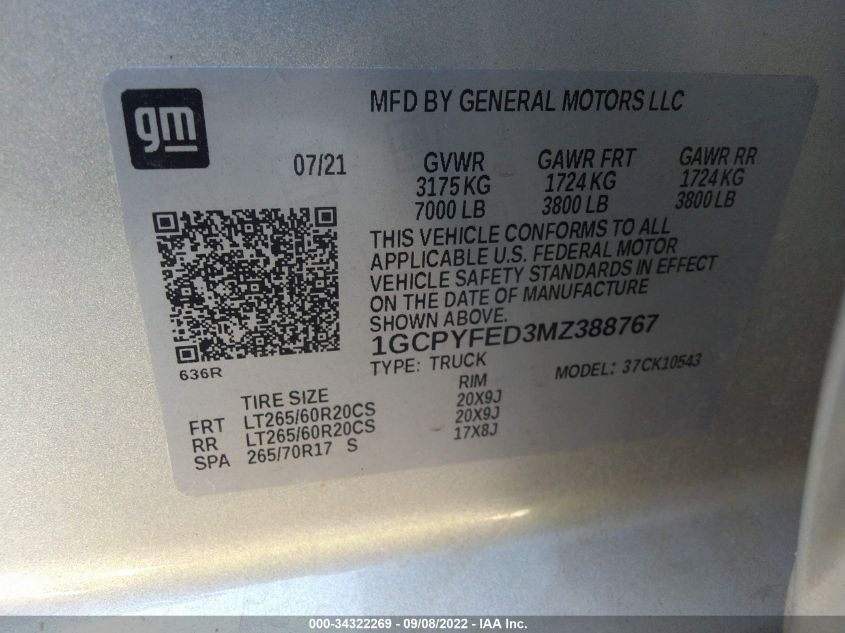 gm
MFD BY GENERAL MOTORS LLC
07/21
GVWR GAWR FRT GAWR RR
3175 KG 1724 KG 1724 KG
7000 LB 3800 LB 3800 LB
THIS VEHICLE CONFORMS TO ALL
APPLICABLE U.S. FEDERAL MOTOR
VEHICLE SAFETY STANDARDS IN EFFECT
ON THE DATE OF MANUFACTURE
SHOWN ABOVE.
1GCPYFED3MZ388767
TYPE: TRUCK MODEL: 37CK10543
636R
TIRE SIZE RIM
FRT LT265/60R20CS 20X9J
RR LT265/60R20CS 20X9J
SPA 265/70R17 S 17X8J
000-34322269 - 09/08/2022 - IAA Inc.